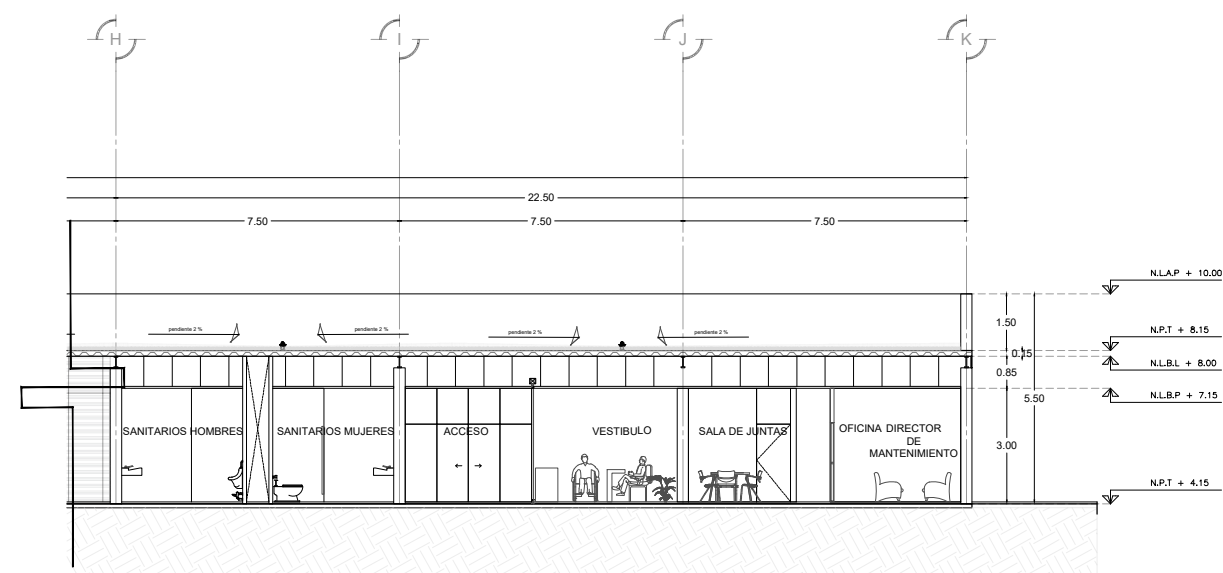 H
I
J
K
22.50
7.50
7.50
7.50
N.L.A.P + 10.00
1.50
pendiente 2 %
pendiente 2 %
pendiente 2 %
pendiente 2 %
N.P.T + 8.15
0.15
N.L.B.L + 8.00
0.85
5.50
N.L.B.P + 7.15
SANITARIOS HOMBRES
SANITARIOS MUJERES
ACCESO
VESTIBULO
SALA DE JUNTAS
OFICINA DIRECTOR
DE
MANTENIMIENTO
3.00
N.P.T + 4.15